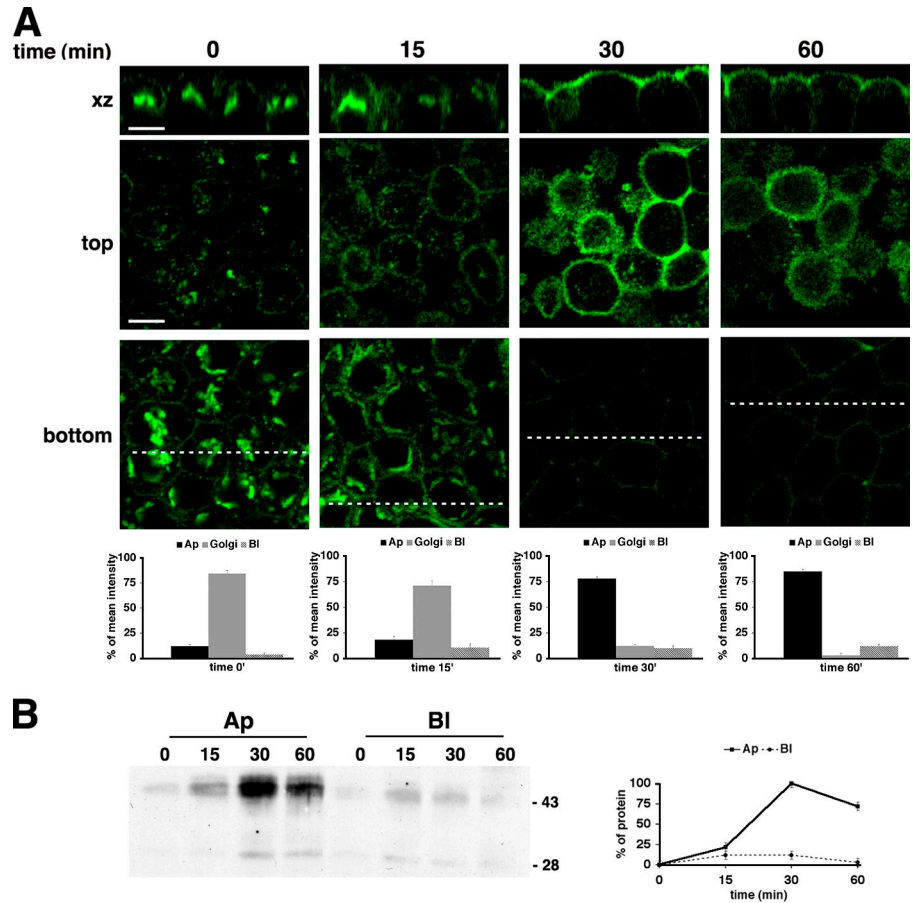 A
time (min) 0 15 30 60
xz
top
bottom
Ap Golgi Bl Ap Golgi Bl Ap Golgi Bl Ap Golgi Bl
% of mean intensity % of mean intensity % of mean intensity % of mean intensity
100 100 100 100
75 75 75 75
50 50 50 50
25 25 25 25
0 0 0 0
time 0' time 15' time 30' time 60'
B
Ap Bl
0 15 30 60 0 15 30 60
- 43
- 28
Ap Bl
% of protein
100
75
50
25
0
0 15 30 60
time (min)